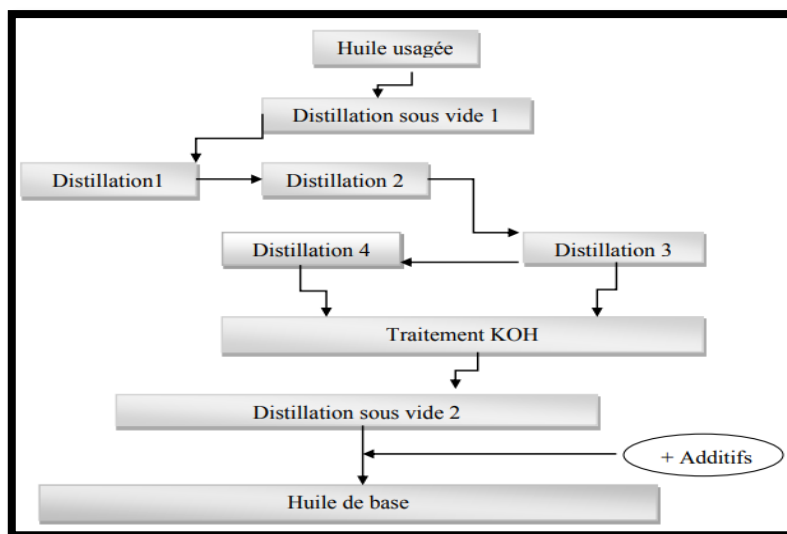 Huile usagée
Distillation sous vide 1
Distillation1
Distillation 2
Distillation 4
Distillation 3
Traitement KOH
Distillation sous vide 2
+ Additifs
Huile de base